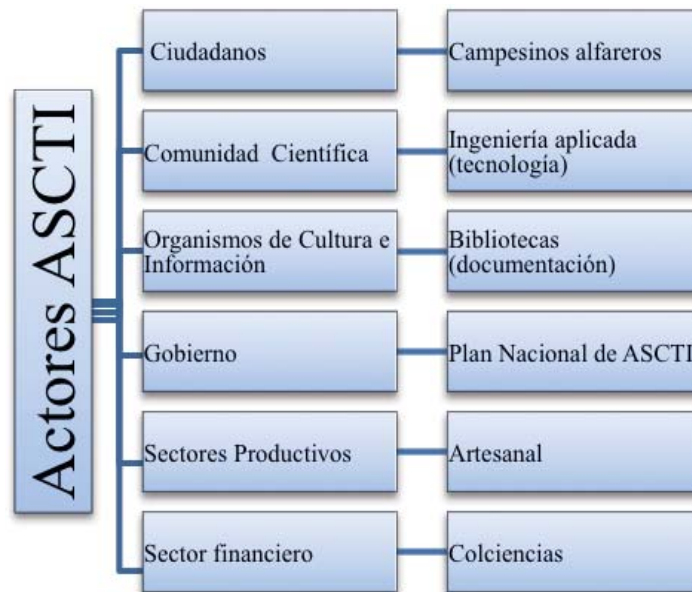 Actores ASCTI
Ciudadanos
Campesinos alfareros
Comunidad Científica
Ingeniería aplicada
(tecnología)
Organismos de Cultura e
Información
Bibliotecas
(documentación)
Gobierno
Plan Nacional de ASCTI
Sectores Productivos
Artesanal
Sector financiero
Colciencias